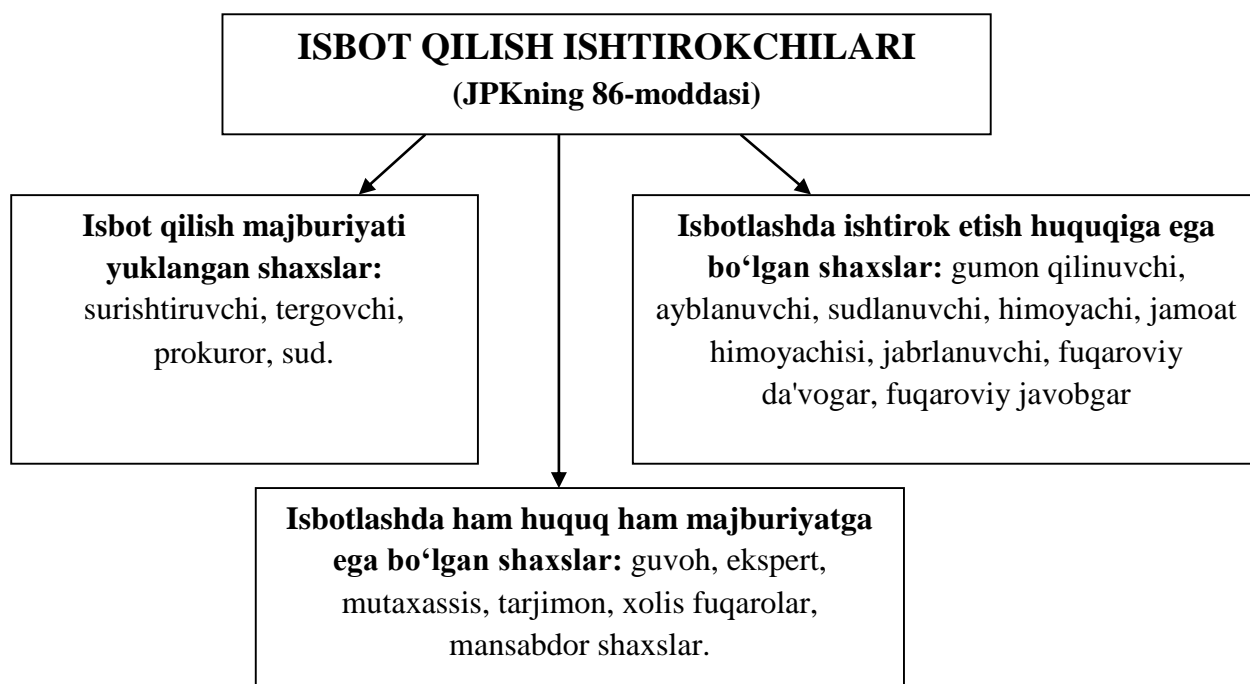 ISBOT QILISH ISHTIROKCHILARI
(JPKning 86-moddasi)
Isbot qilish majburiyati
yuklangan shaxslar:
surishtiruvchi, tergovchi,
prokuror, sud.
Isbotlashda ishtirok etish huquqiga ega
bo‘lgan shaxslar: gumon qilinuvchi,
ayblanuvchi, sudlanuvchi, himoyachi, jamoat
himoyachisi, jabrlanuvchi, fuqaroviy
da'vogar, fuqaroviy javobgar
Isbotlashda ham huquq ham majburiyatga
ega bo‘lgan shaxslar: guvoh, ekspert,
mutaxassis, tarjimon, xolis fuqarolar,
mansabdor shaxslar.